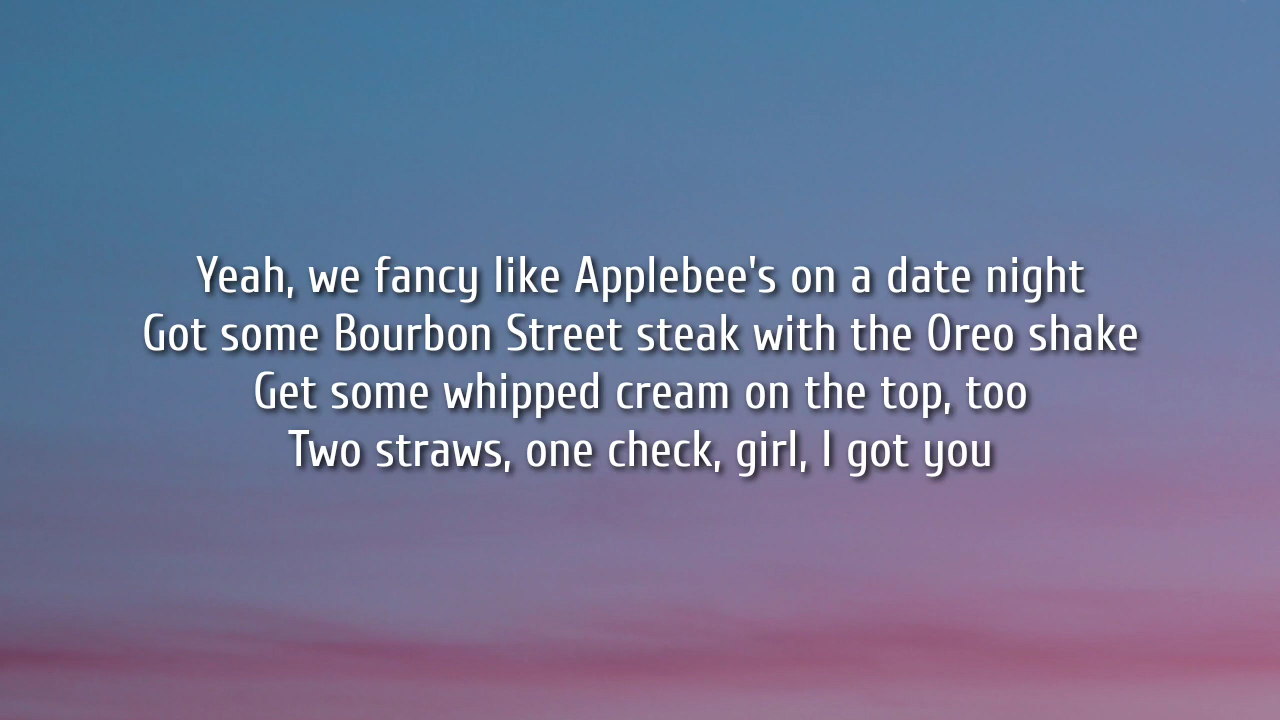 Yeah, we fancy like Applebee's on a date night
Got some Bourbon Street steak with the Oreo shake
Get some whipped cream on the top, too
Two straws, one check, girl, I got you